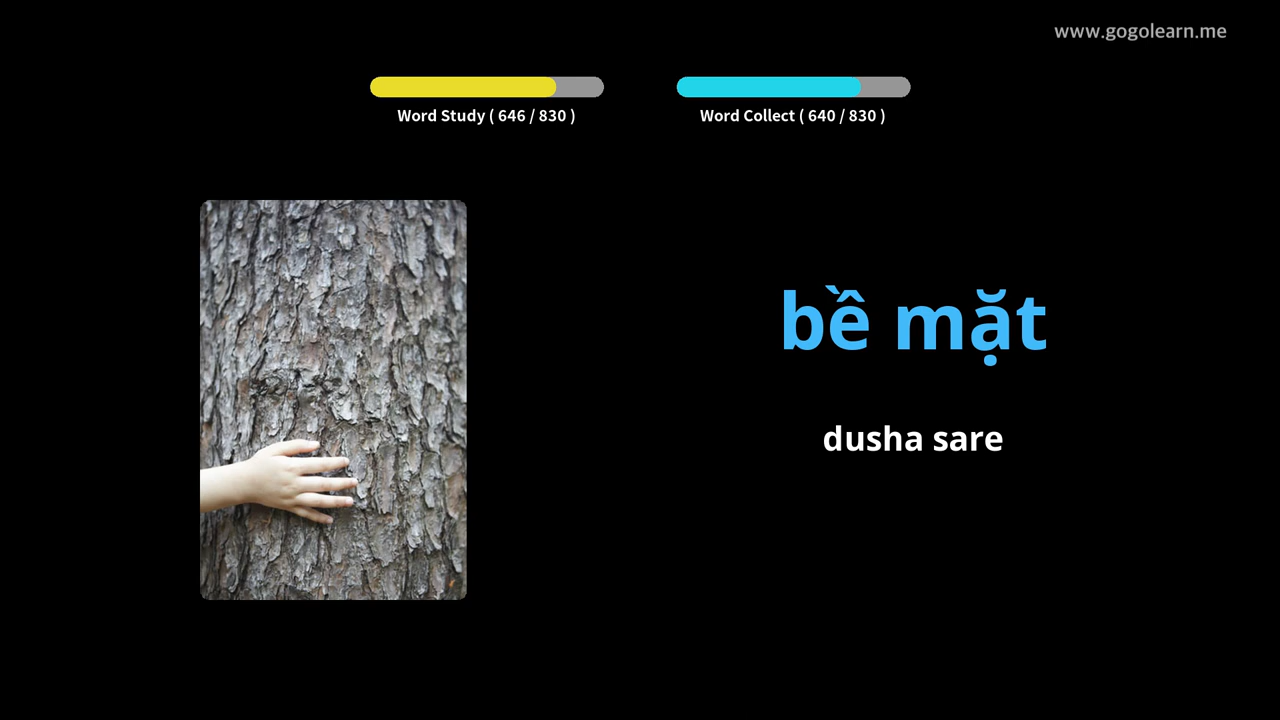 www.gogolearn.me
Word Study ( 646 / 830 )
Word Collect ( 640 / 830 )
bề mặt
dusha sare